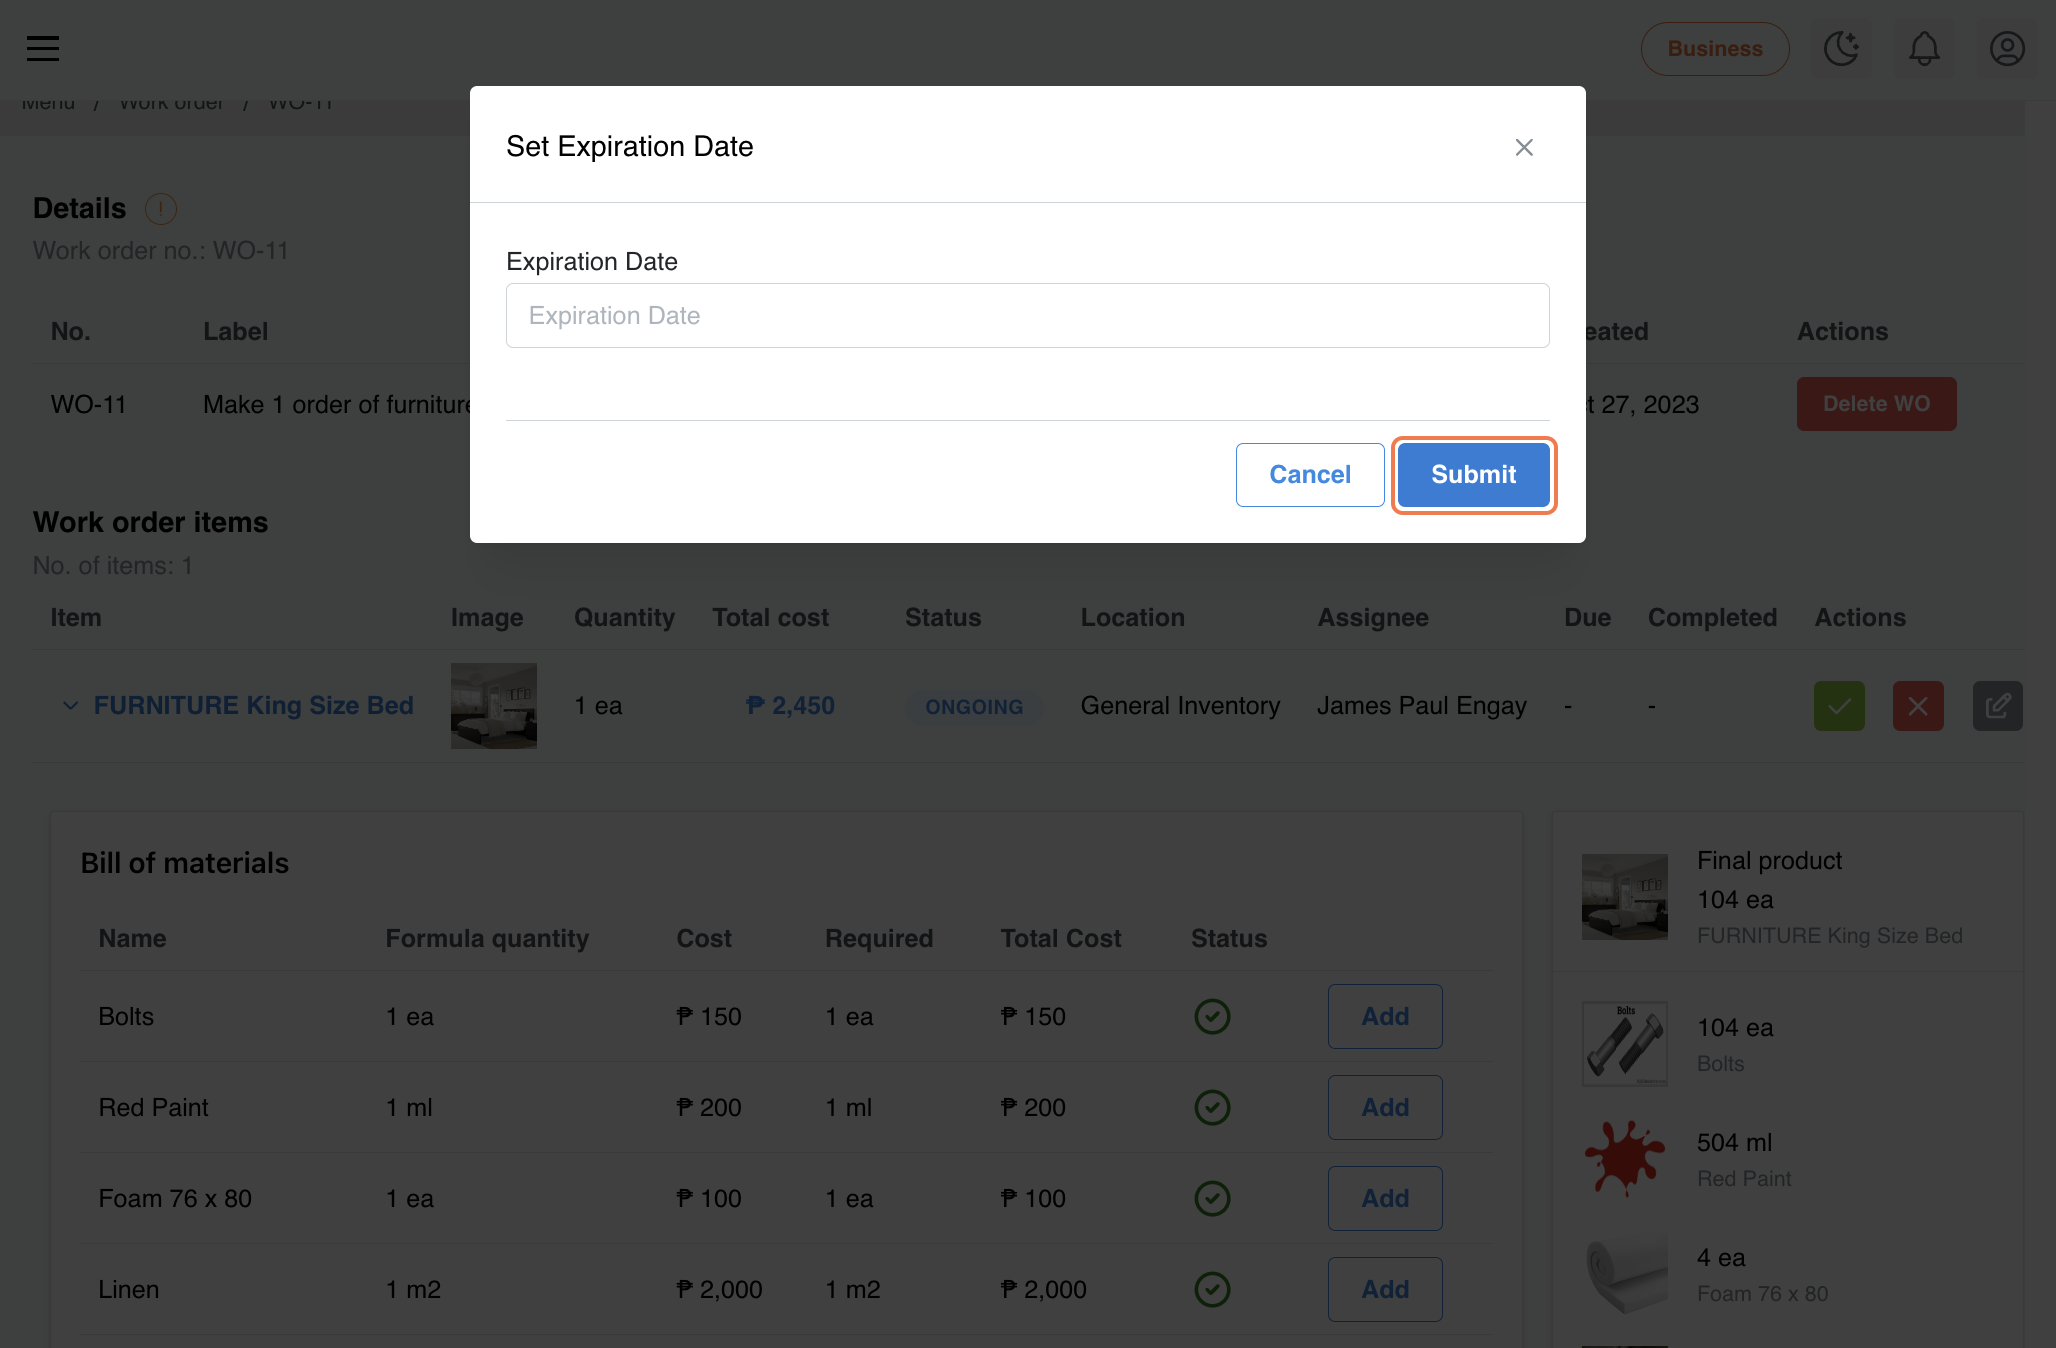 Business
Menu / Work order / WO-11
Set Expiration Date
Details
Work order no.: WO-11
Expiration Date
Expiration Date
No. Label eated Actions
WO-11 Make 1 order of furniture t 27, 2023 Delete WO
Cancel Submit
Work order items
No. of items: 1
Item Image Quantity Total cost Status Location Assignee Due Completed Actions
FURNITURE King Size Bed 1 ea ₱ 2,450 ONGOING General Inventory James Paul Engay - -
Bill of materials
Name Formula quantity Cost Required Total Cost Status
Bolts 1 ea ₱ 150 1 ea ₱ 150 Add
Red Paint 1 ml ₱ 200 1 ml ₱ 200 Add
Foam 76 x 80 1 ea ₱ 100 1 ea ₱ 100 Add
Linen 1 m2 ₱ 2,000 1 m2 ₱ 2,000 Add
Final product
104 ea
FURNITURE King Size Bed
Bolts
104 ea
Bolts
504 ml
Red Paint
4 ea
Foam 76 x 80